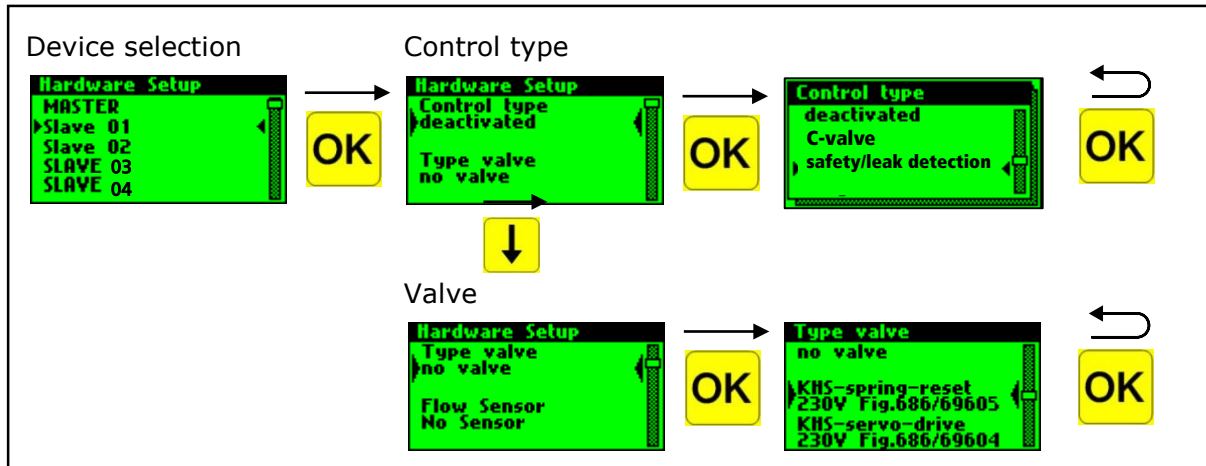 Device selection
Hardware Setup
MASTER
Slave 01
Slave 02
SLAVE 03
SLAVE 04
OK
Control type
Hardware Setup
Control type
deactivated
Type valve
no valve
OK
Control type
deactivated
C-valve
safety/leak detection
OK
Valve
Hardware Setup
Type valve
no valve
Flow Sensor
No Sensor
OK
Type valve
no valve
KHS-spring-reset
230V Fig.686/69605
KHS-servo-drive
230V Fig.686/69604
OK